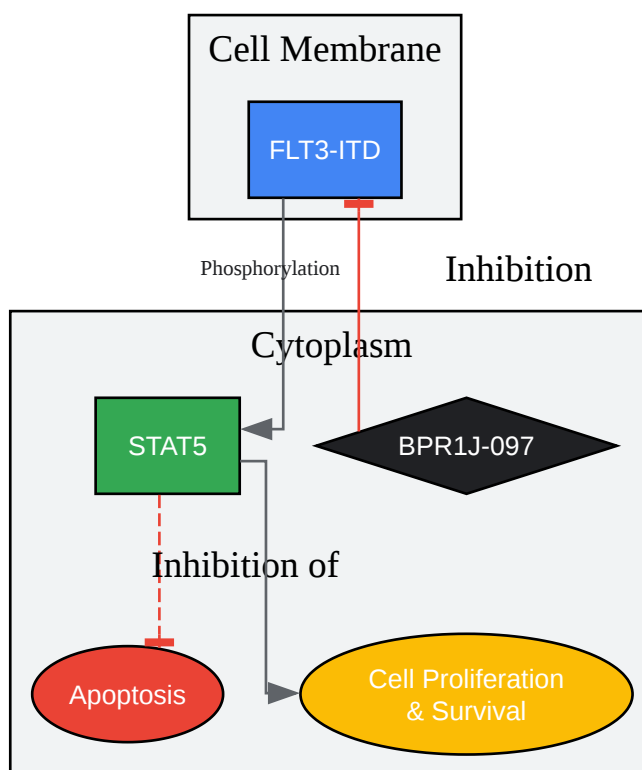 Cell Membrane
FLT3-ITD
Phosphorylation
Inhibition
Cytoplasm
STAT5
BPR1J-097
Inhibition of
Apoptosis
Cell Proliferation
& Survival